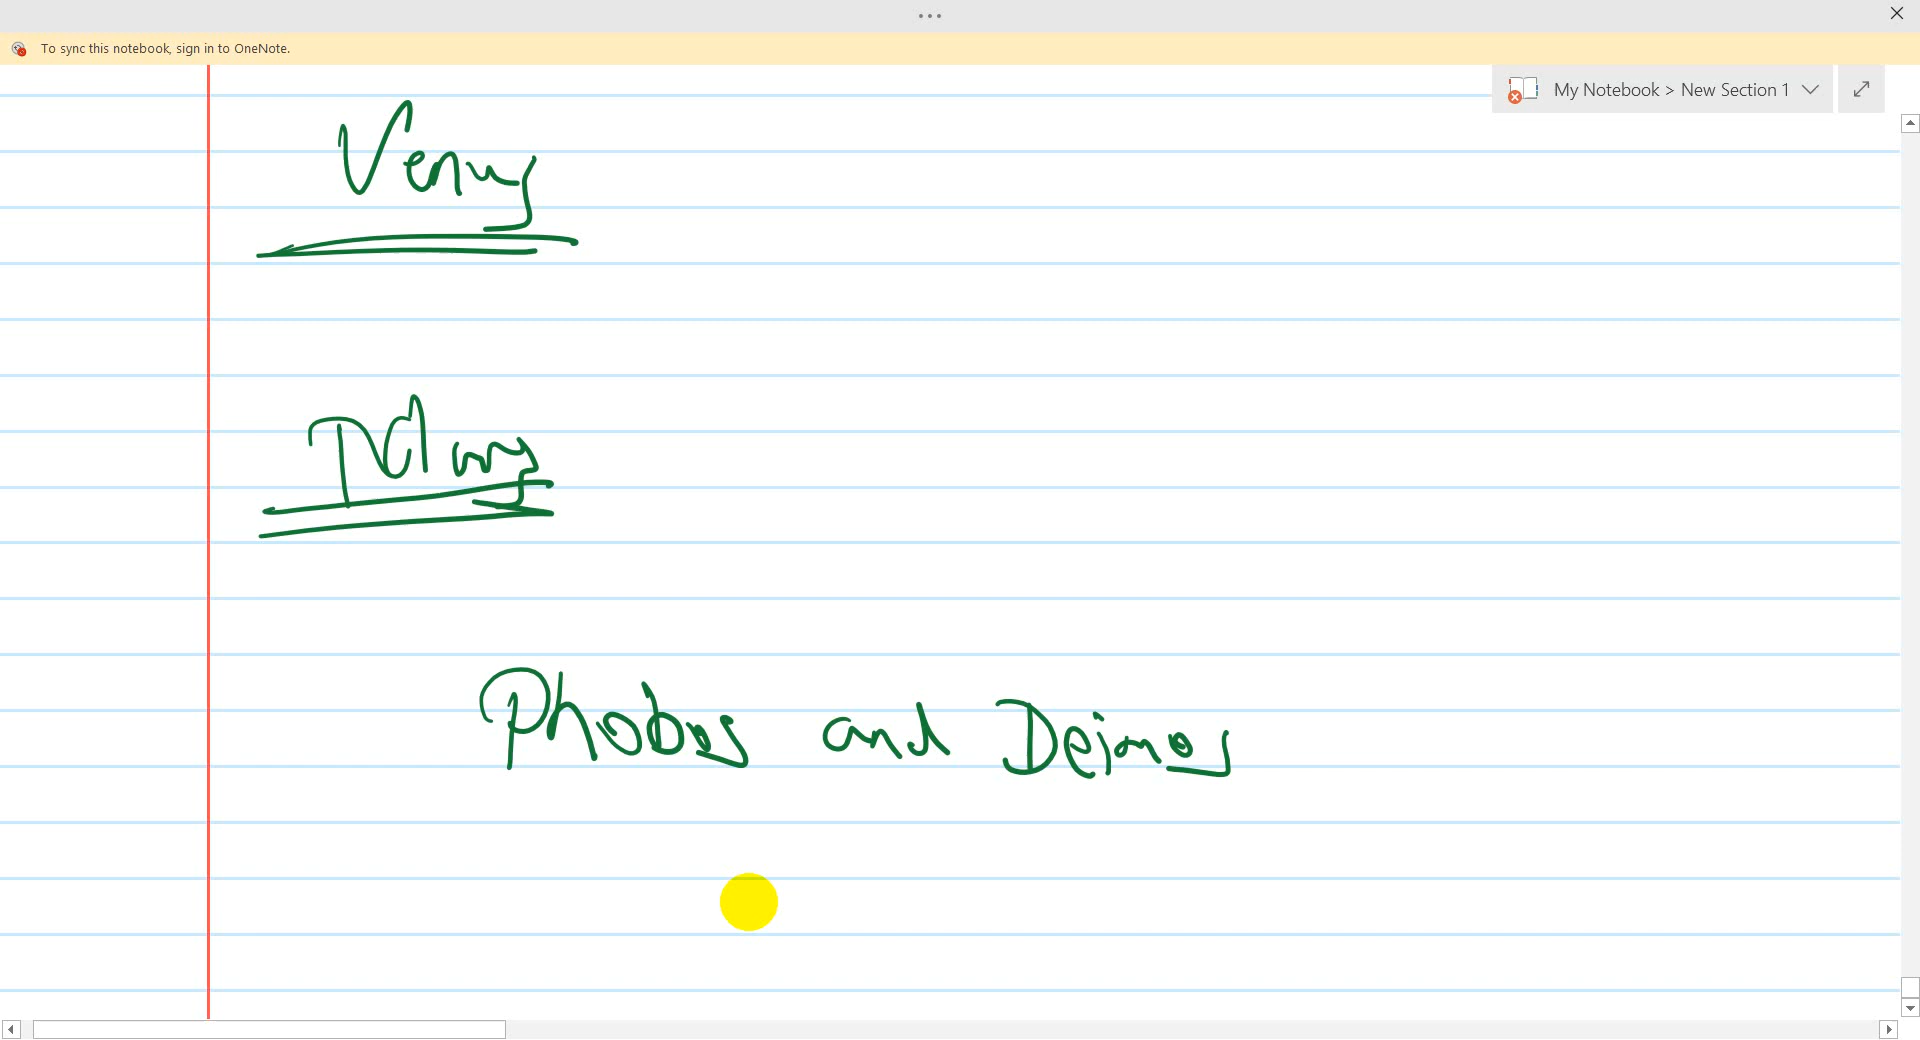 To sync this notebook, sign in to OneNote.
My Notebook > New Section 1
Venus
Phobos and Deimos